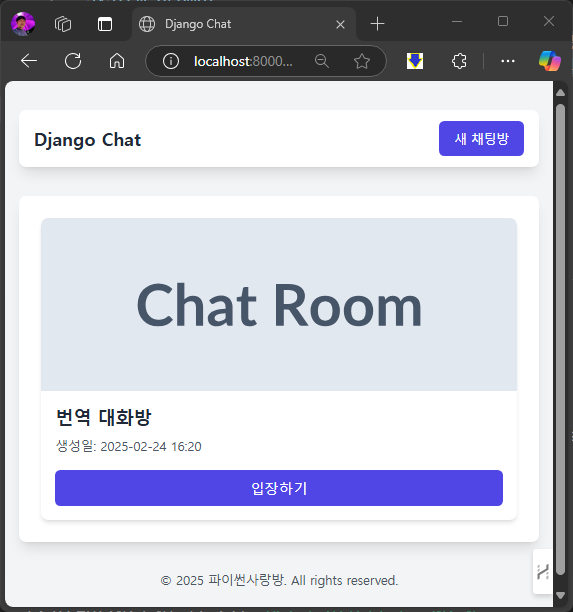 Django Chat
localhost:8000...
Django Chat
새 채팅방
Chat Room
번역 대화방
생성일: 2025-02-24 16:20
입장하기
© 2025 파이썬사랑방. All rights reserved.